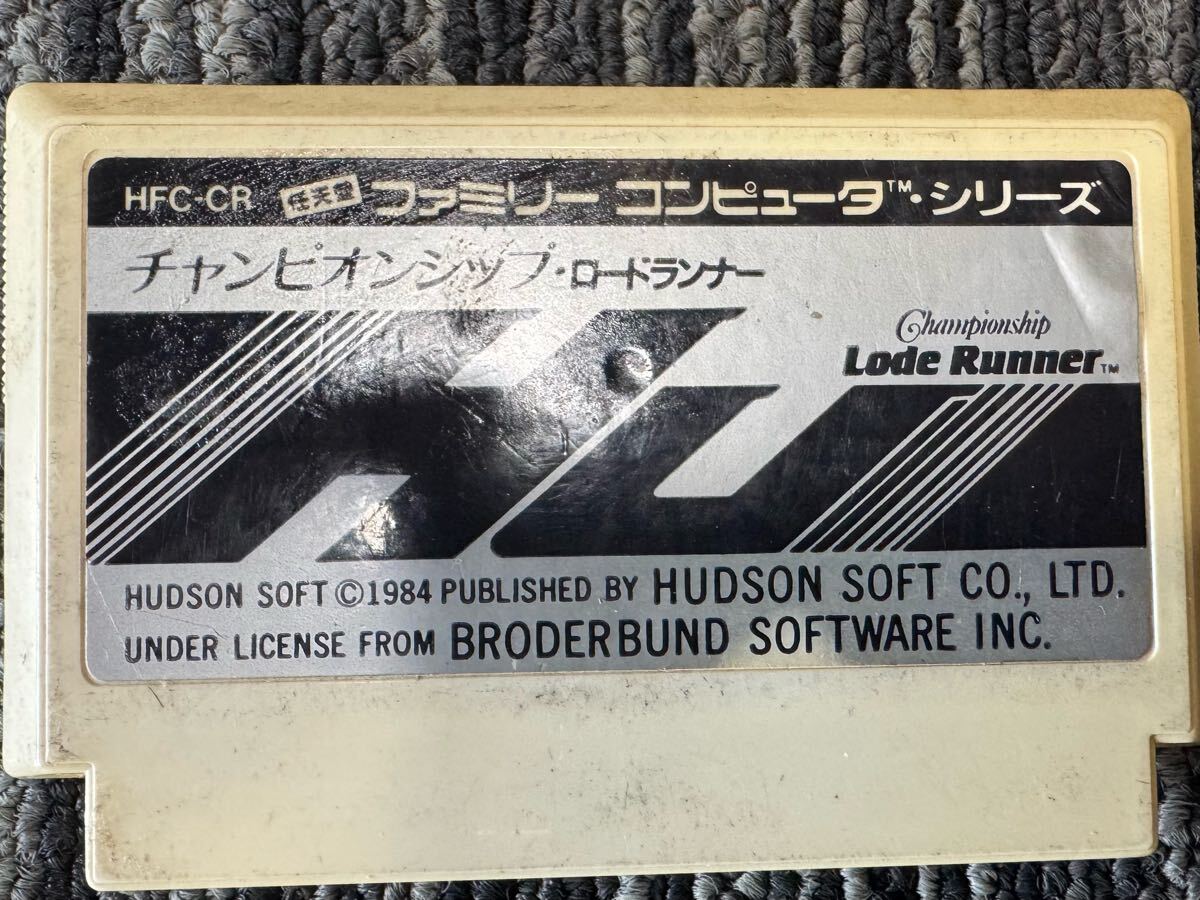 HFC-CR 任天堂 ファミリー コンピュータ™・シリーズ
チャンピオンシップ・ロードランナー
Championship
Lode Runner™
HUDSON SOFT ©1984 PUBLISHED BY HUDSON SOFT CO., LTD.
UNDER LICENSE FROM BRODERBUND SOFTWARE INC.